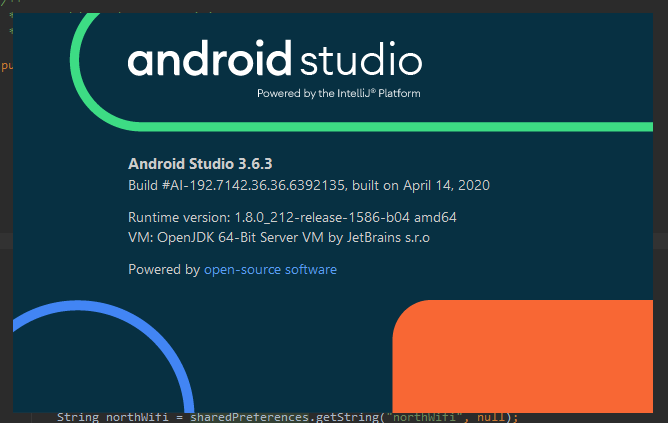 /**
*
*
pu
android studio
Powered by the IntelliJ® Platform
Android Studio 3.6.3
Build #AI-192.7142.36.36.6392135, built on April 14, 2020
Runtime version: 1.8.0_212-release-1586-b04 amd64
VM: OpenJDK 64-Bit Server VM by JetBrains s.r.o
Powered by open-source software
String northWifi = sharedPreferences.getString("northWifi", null);